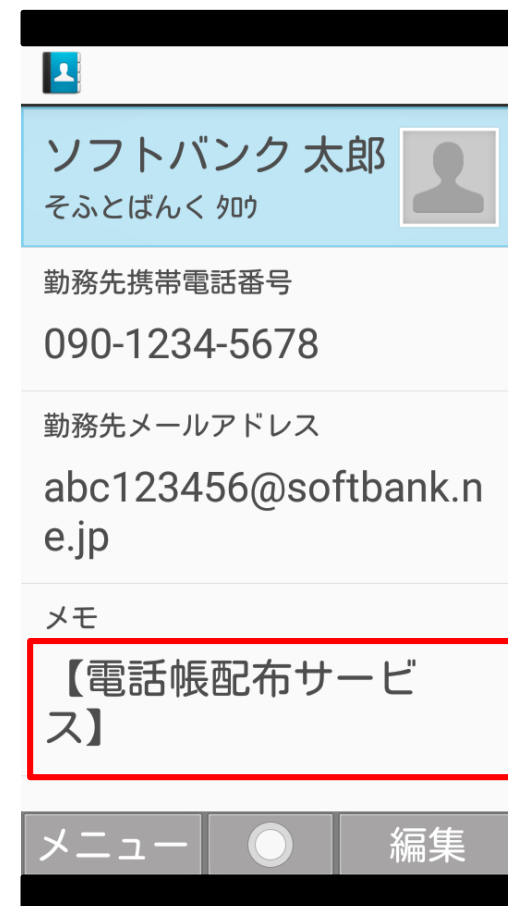 ソフトバンク 太郎
そふとばんく ﾀﾛｳ
勤務先携帯電話番号
090-1234-5678
勤務先メールアドレス
abc123456@softbank.n
e.jp
メモ
【電話帳配布サービ
ス】
メニュー 編集